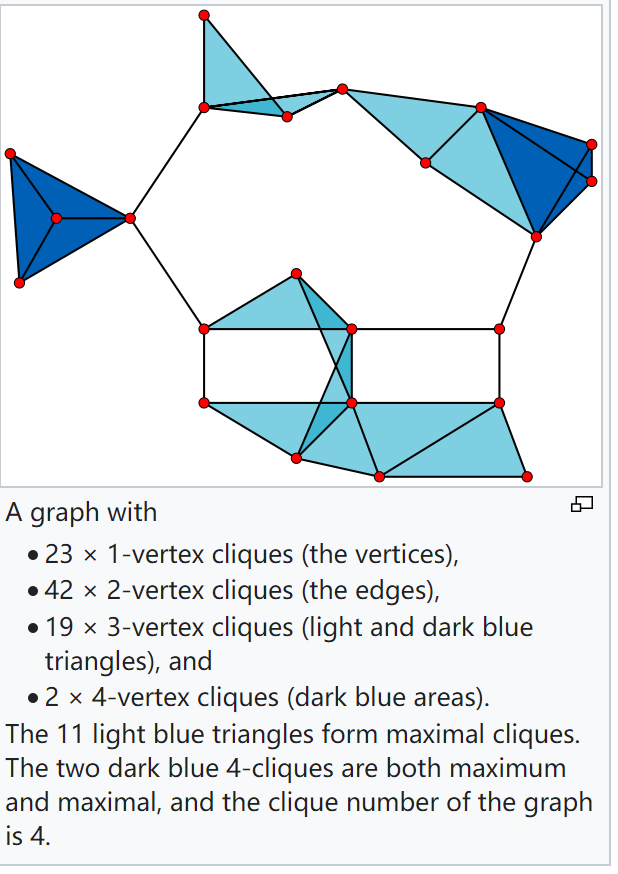 A graph with
• 23 × 1-vertex cliques (the vertices),
• 42 × 2-vertex cliques (the edges),
• 19 × 3-vertex cliques (light and dark blue
triangles), and
• 2 × 4-vertex cliques (dark blue areas).
The 11 light blue triangles form maximal cliques.
The two dark blue 4-cliques are both maximum
and maximal, and the clique number of the graph
is 4.